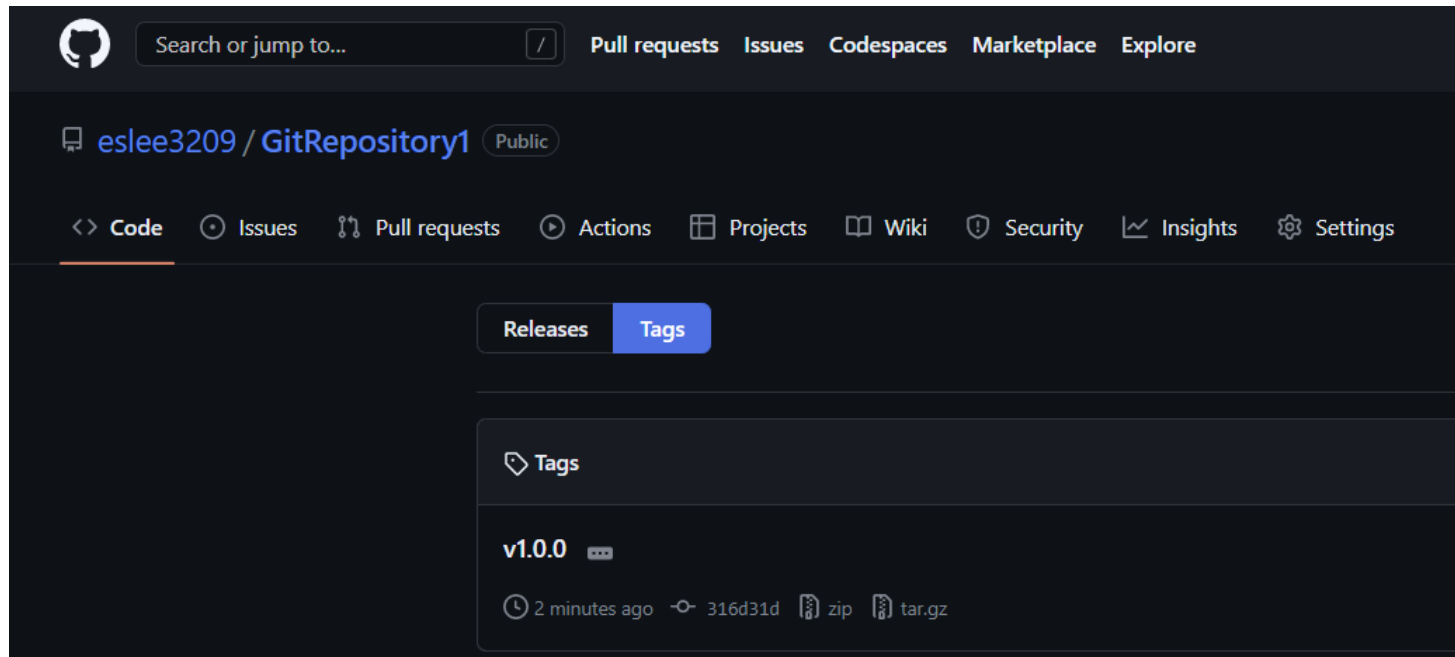 Search or jump to... / Pull requests Issues Codespaces Marketplace Explore
eslee3209 / GitRepository1 Public
<> Code Issues Pull requests Actions Projects Wiki Security Insights Settings
Releases Tags
Tags
v1.0.0 ...
2 minutes ago 316d31d zip tar.gz